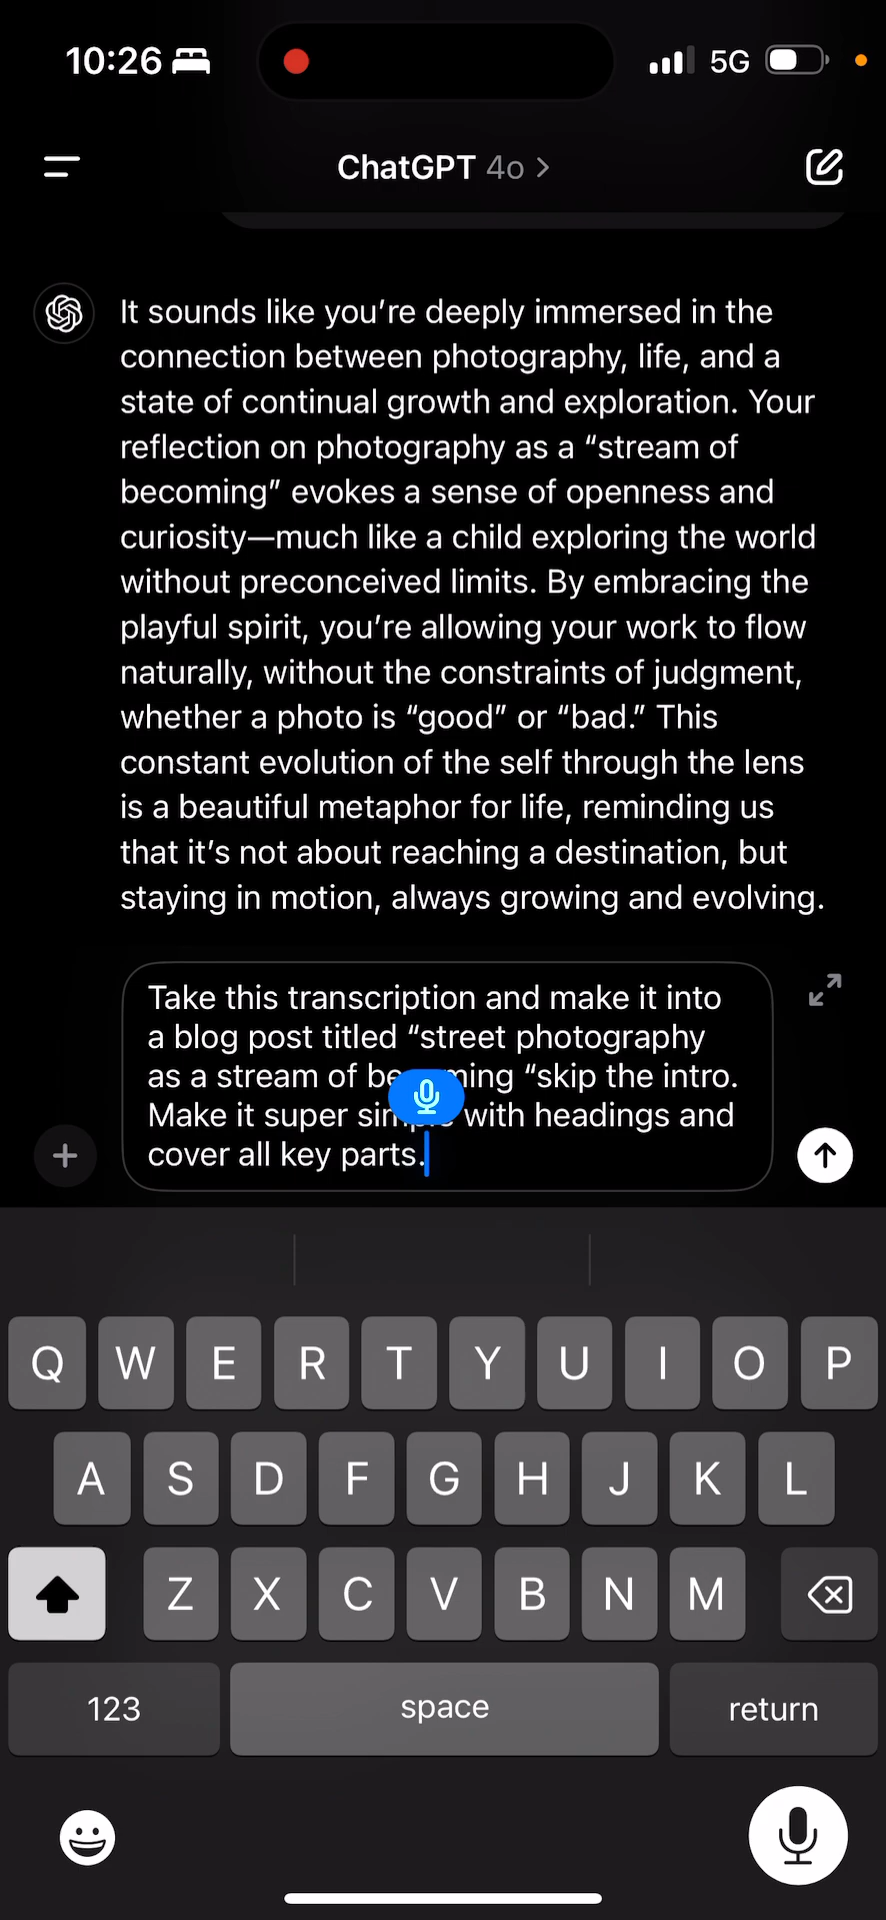 10:26
5G
ChatGPT 4o >
It sounds like you’re deeply immersed in the
connection between photography, life, and a
state of continual growth and exploration. Your
reflection on photography as a “stream of
becoming” evokes a sense of openness and
curiosity—much like a child exploring the world
without preconceived limits. By embracing the
playful spirit, you’re allowing your work to flow
naturally, without the constraints of judgment,
whether a photo is “good” or “bad.” This
constant evolution of the self through the lens
is a beautiful metaphor for life, reminding us
that it’s not about reaching a destination, but
staying in motion, always growing and evolving.
Take this transcription and make it into
a blog post titled “street photography
as a stream of becoming “skip the intro.
Make it super simple with headings and
cover all key parts.
Q W E R T Y U I O P
A S D F G H J K L
Z X C V B N M
123 space return